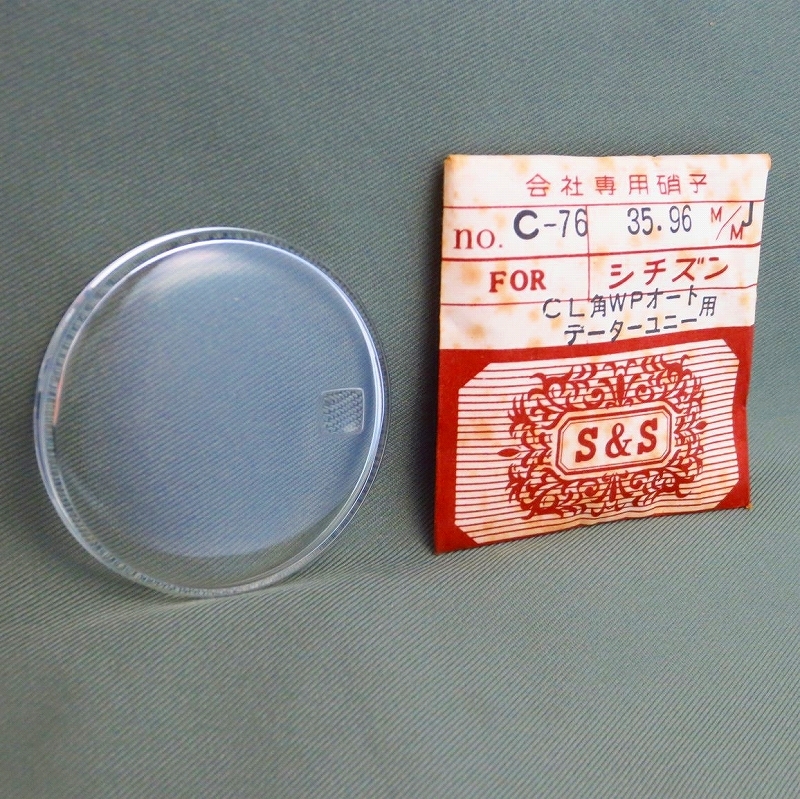 会社専用硝子
no. C-76 35.96 M/M J
FOR シチズン
CL角WPオート
データーユニー用
S&S